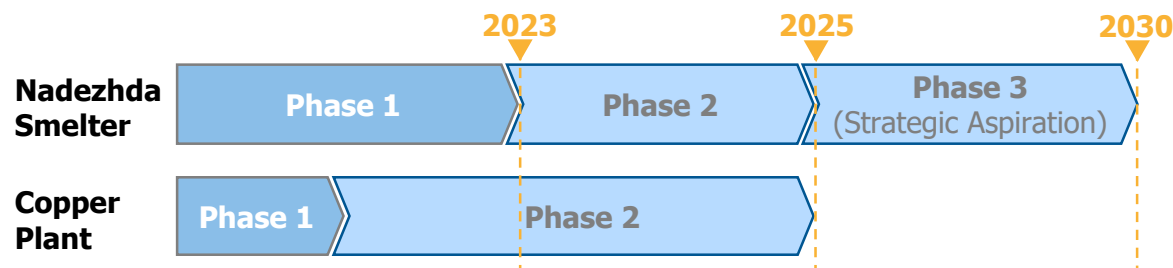 2023
2025
2030
Nadezhda
Smelter
Phase 1
Phase 2
Phase 3
(Strategic Aspiration)
Copper
Plant
Phase 1
Phase 2